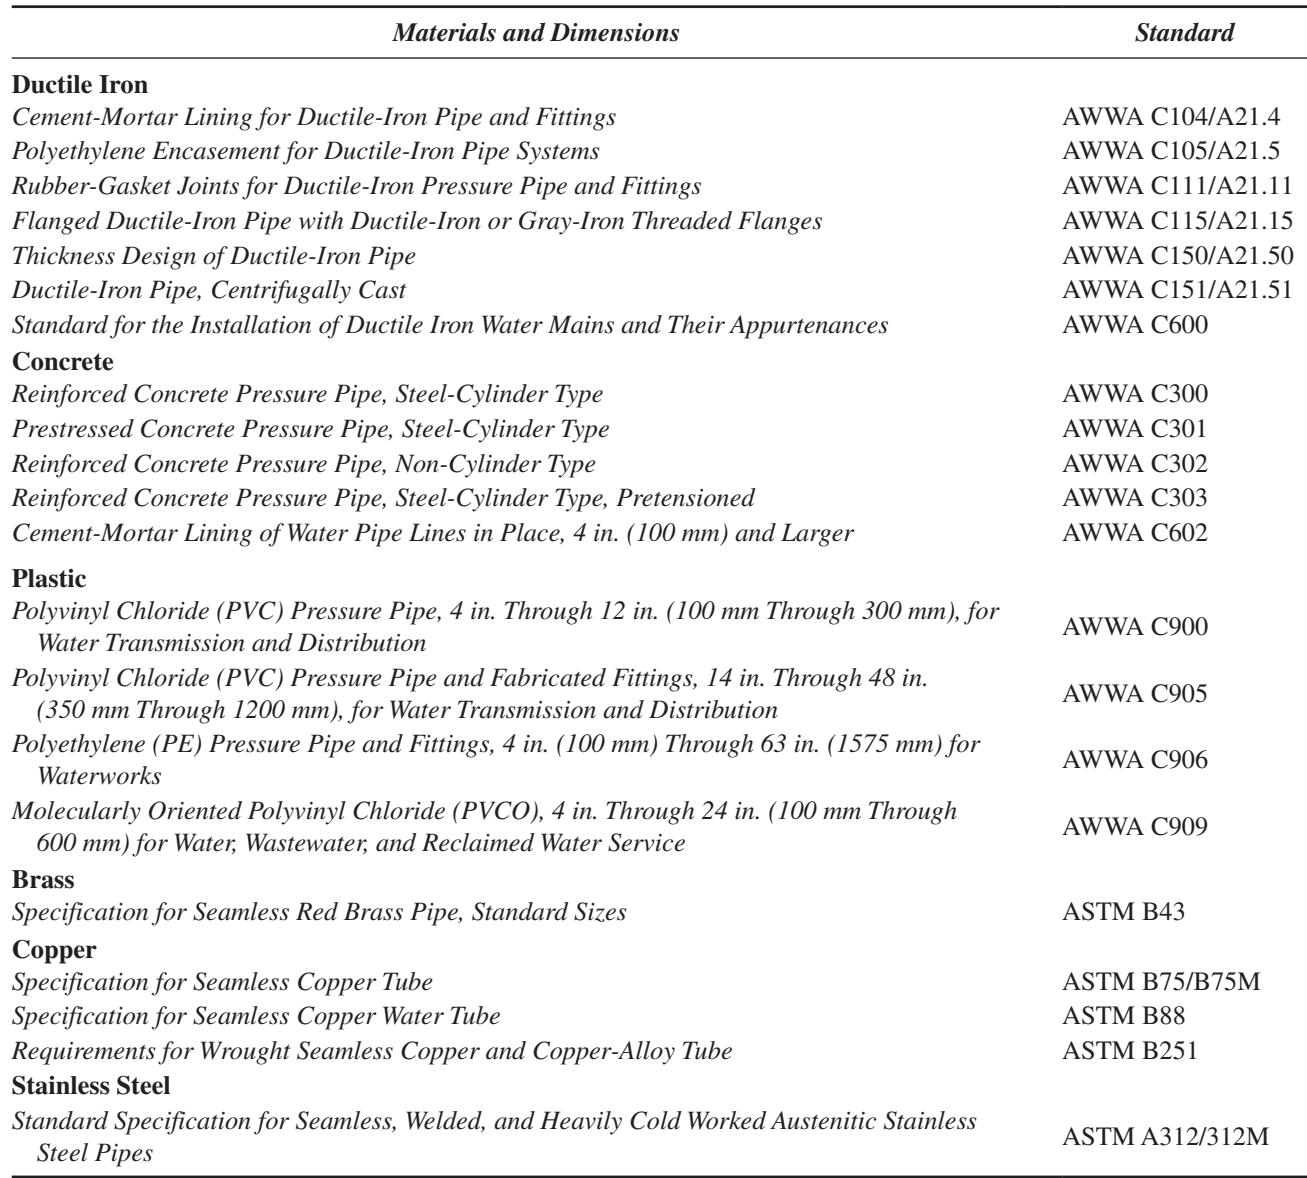 Materials and Dimensions Standard
Ductile Iron
Cement-Mortar Lining for Ductile-Iron Pipe and Fittings AWWA C104/A21.4
Polyethylene Encasement for Ductile-Iron Pipe Systems AWWA C105/A21.5
Rubber-Gasket Joints for Ductile-Iron Pressure Pipe and Fittings AWWA C111/A21.11
Flanged Ductile-Iron Pipe with Ductile-Iron or Gray-Iron Threaded Flanges AWWA C115/A21.15
Thickness Design of Ductile-Iron Pipe AWWA C150/A21.50
Ductile-Iron Pipe, Centrifugally Cast AWWA C151/A21.51
Standard for the Installation of Ductile Iron Water Mains and Their Appurtenances AWWA C600
Concrete
Reinforced Concrete Pressure Pipe, Steel-Cylinder Type AWWA C300
Prestressed Concrete Pressure Pipe, Steel-Cylinder Type AWWA C301
Reinforced Concrete Pressure Pipe, Non-Cylinder Type AWWA C302
Reinforced Concrete Pressure Pipe, Steel-Cylinder Type, Pretensioned AWWA C303
Cement-Mortar Lining of Water Pipe Lines in Place, 4 in. (100 mm) and Larger AWWA C602
Plastic
Polyvinyl Chloride (PVC) Pressure Pipe, 4 in. Through 12 in. (100 mm Through 300 mm), for
Water Transmission and Distribution AWWA C900
Polyvinyl Chloride (PVC) Pressure Pipe and Fabricated Fittings, 14 in. Through 48 in.
(350 mm Through 1200 mm), for Water Transmission and Distribution AWWA C905
Polyethylene (PE) Pressure Pipe and Fittings, 4 in. (100 mm) Through 63 in. (1575 mm) for
Waterworks AWWA C906
Molecularly Oriented Polyvinyl Chloride (PVCO), 4 in. Through 24 in. (100 mm Through
600 mm) for Water, Wastewater, and Reclaimed Water Service AWWA C909
Brass
Specification for Seamless Red Brass Pipe, Standard Sizes ASTM B43
Copper
Specification for Seamless Copper Tube ASTM B75/B75M
Specification for Seamless Copper Water Tube ASTM B88
Requirements for Wrought Seamless Copper and Copper-Alloy Tube ASTM B251
Stainless Steel
Standard Specification for Seamless, Welded, and Heavily Cold Worked Austenitic Stainless
Steel Pipes ASTM A312/312M